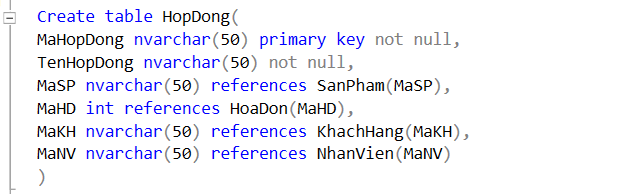 Create table HopDong(
MaHopDong nvarchar(50) primary key not null,
TenHopDong nvarchar(50) not null,
MaSP nvarchar(50) references SanPham(MaSP),
MaHD int references HoaDon(MaHD),
MaKH nvarchar(50) references KhachHang(MaKH),
MaNV nvarchar(50) references NhanVien(MaNV)
)